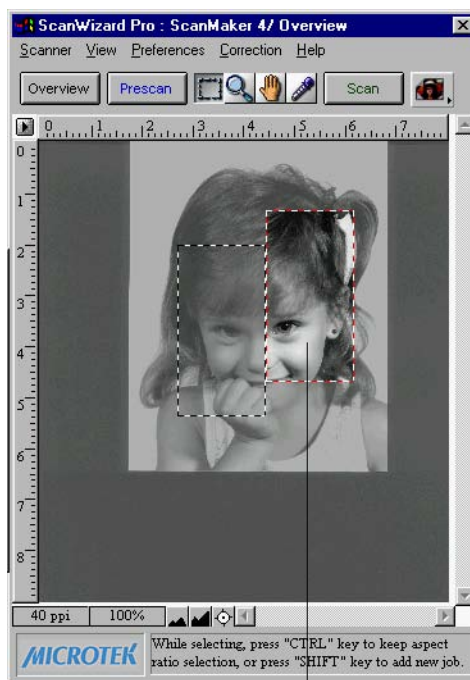 ScanWizard Pro : ScanMaker 4/ Overview
Scanner View Preferences Correction Help
Overview Prescan Scan
0 1 2 3 4 5 6 7
0
1
2
3
4
5
6
7
8
40 ppi 100%
MICROTEK
While selecting, press "CTRL" key to keep aspect
ratio selection, or press "SHIFT" key to add new job.